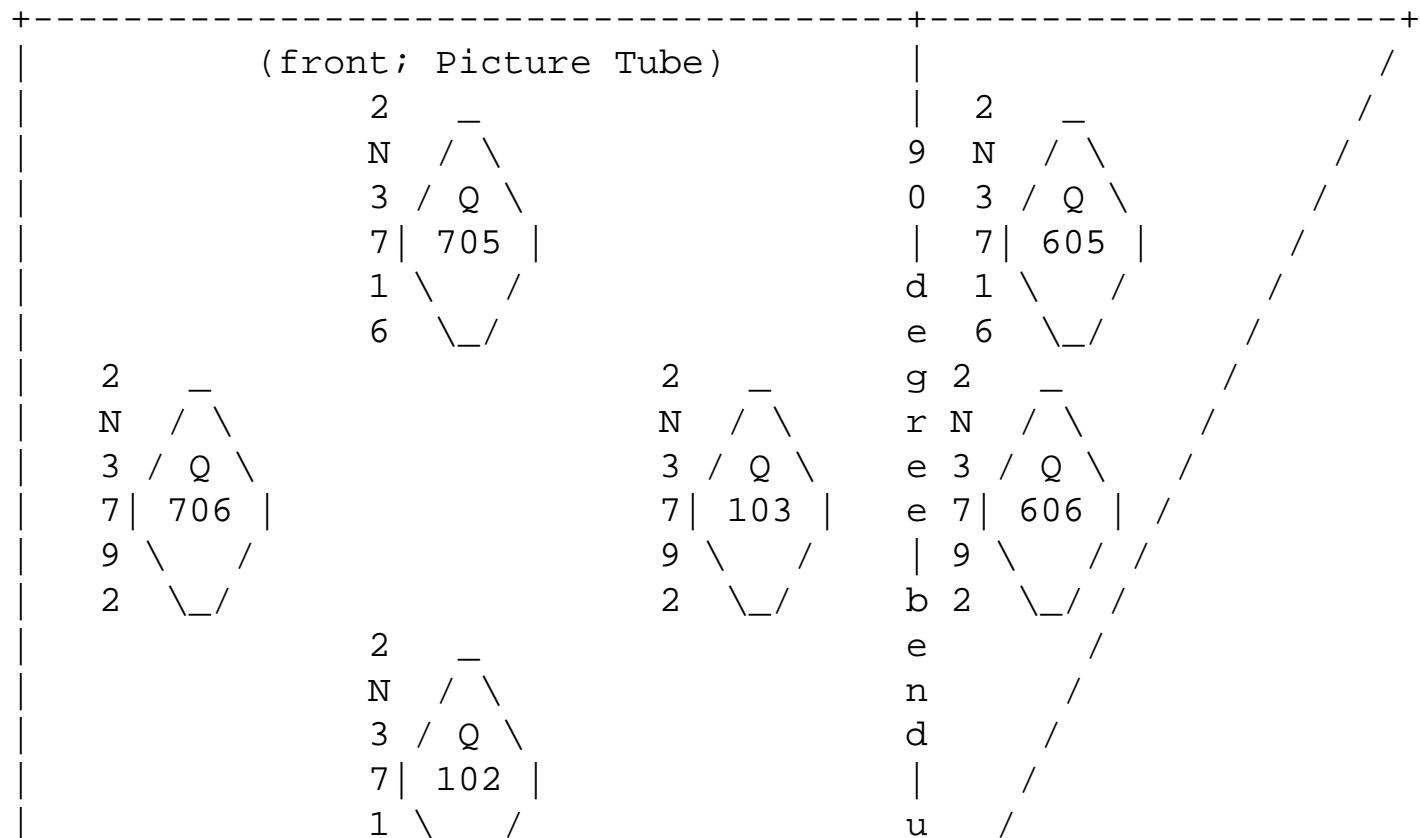 +-------------------------------------------+-----------------------+
|            (front; Picture Tube)          |                      /
|                 2    _                    |  2    _             /
|                 N   / \                   9  N   / \           /
|                 3  / Q \                  0  3  / Q \         /
|                 7| 705 |                  |  7| 605 |        /
|                 1  \   /                  d  1  \   /       /
|                 6   \_/                   e  6   \_/       /
|   2    _                     2    _       g 2    _        /
|   N   / \                    N   / \      r N   / \      /
|   3  / Q \                   3  / Q \     e 3  / Q \    /
|   7| 706 |                   7| 103 |     e 7| 606 |   /
|   9  \   /                   9  \   /     | 9  \   /  /
|   2   \_/                    2   \_/      b 2   \_/  /
|                 2    _                    e         /
|                 N   / \                   n        /
|                 3  / Q \                  d       /
|                 7| 102 |                  |      /
|                 1  \   /                  u     /